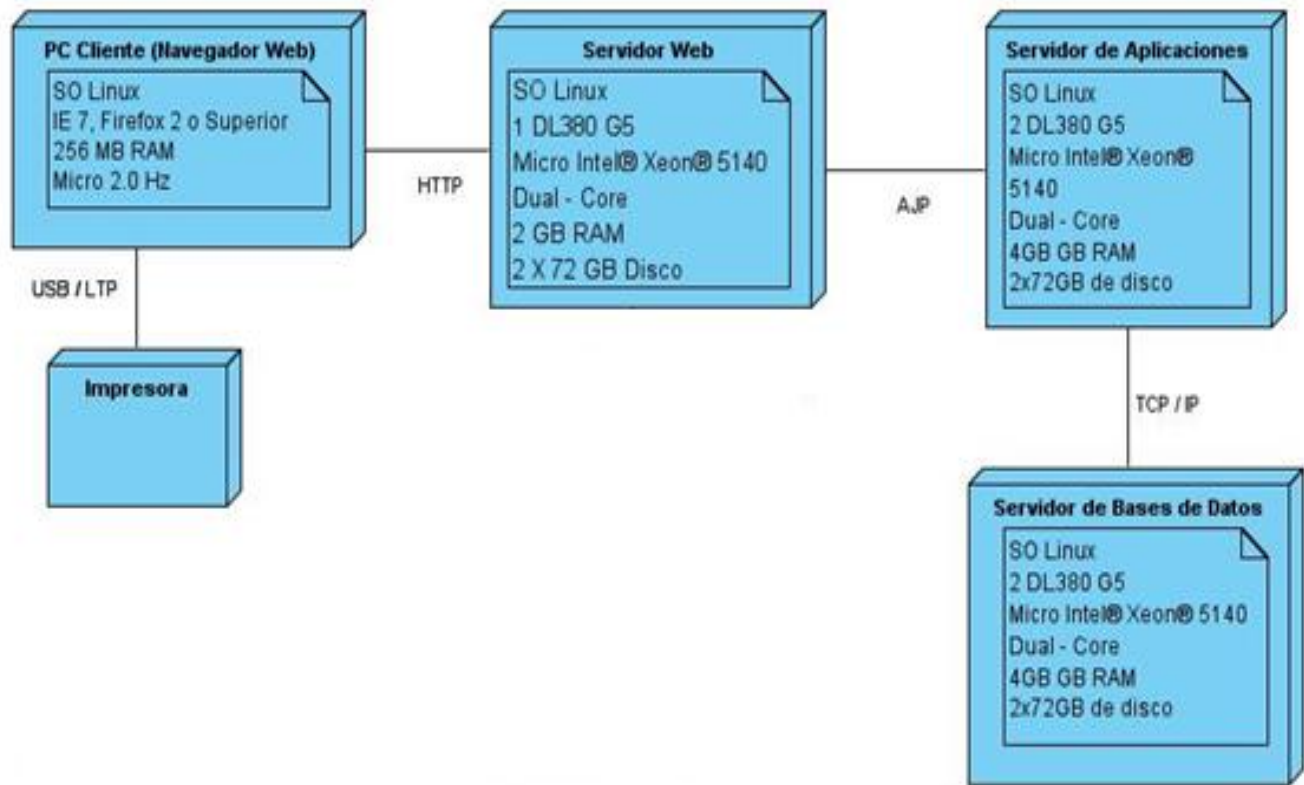 PC Cliente (Navegador Web)
SO Linux
IE 7, Firefox 2 o Superior
256 MB RAM
Micro 2.0 Hz
HTTP
Servidor Web
SO Linux
1 DL380 G5
Micro Intel® Xeon® 5140
Dual - Core
2 GB RAM
2 X 72 GB Disco
AJP
Servidor de Aplicaciones
SO Linux
2 DL380 G5
Micro Intel® Xeon®
5140
Dual - Core
4GB GB RAM
2x72GB de disco
USB / LTP
Impresora
TCP / IP
Servidor de Bases de Datos
SO Linux
2 DL380 G5
Micro Intel® Xeon® 5140
Dual - Core
4GB GB RAM
2x72GB de disco